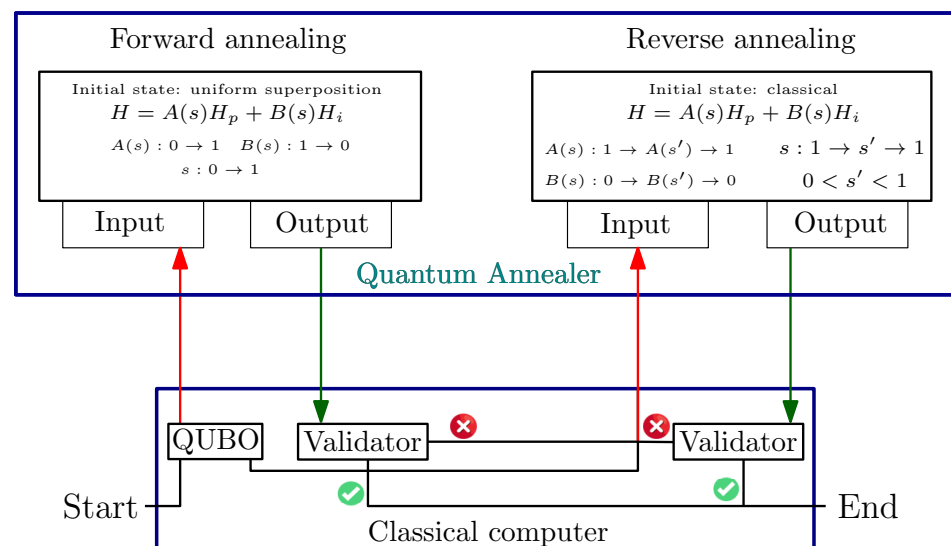 Forward annealing
Initial state: uniform superposition
H = A(s)H_p + B(s)H_i
A(s) : 0 → 1 B(s) : 1 → 0
s : 0 → 1
Input Output
Reverse annealing
Initial state: classical
H = A(s)H_p + B(s)H_i
A(s) : 1 → A(s′) → 1 s : 1 → s′ → 1
B(s) : 0 → B(s′) → 0 0 < s′ < 1
Input Output
Quantum Annealer
QUBO Validator Validator
Start End
Classical computer